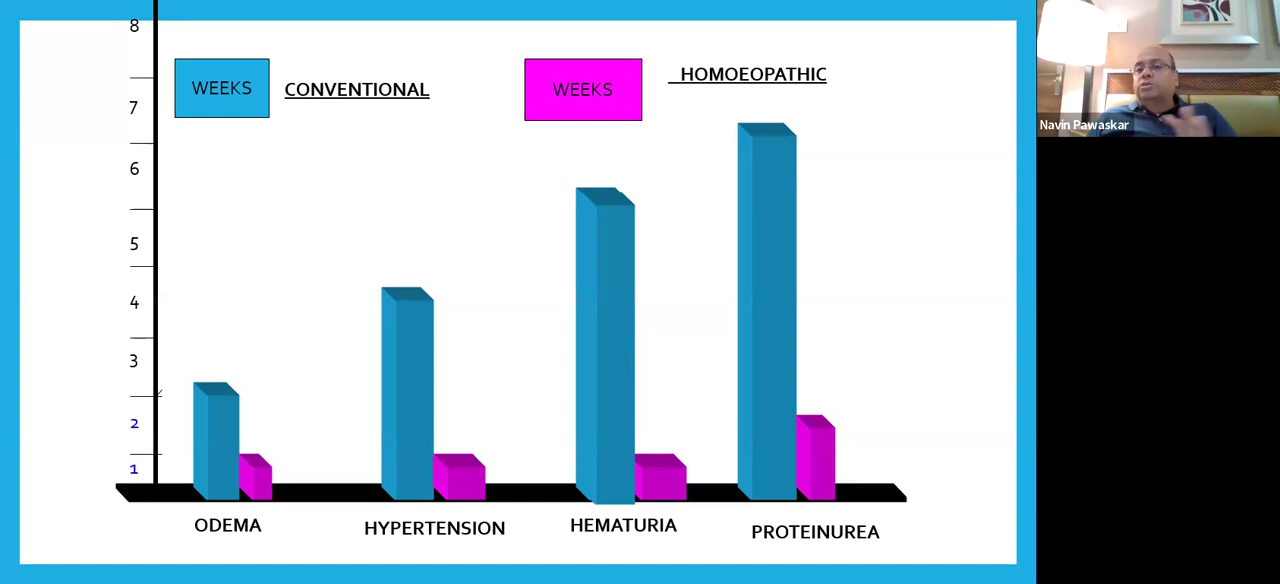 8
7
6
5
4
3
2
1
WEEKS
CONVENTIONAL
WEEKS
HOMOEOPATHIC
ODEMA
HYPERTENSION
HEMATURIA
PROTEINUREA
Navin Pawaskar